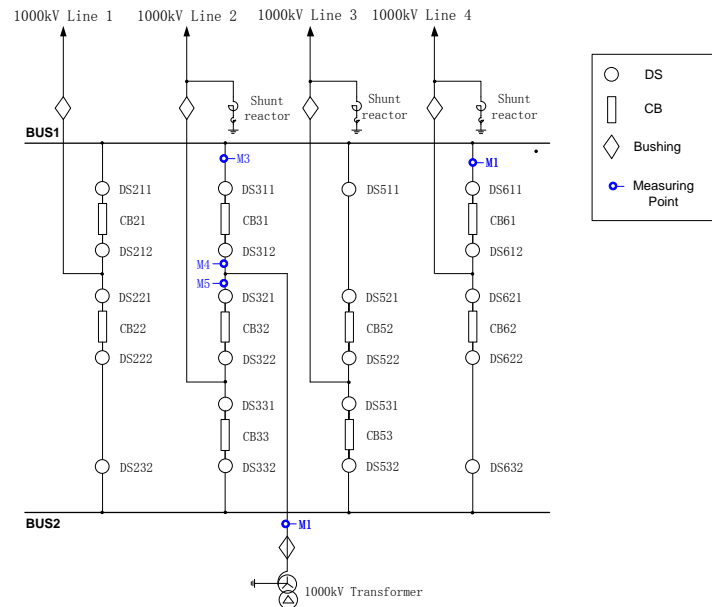 1000kV Line 1 1000kV Line 2 1000kV Line 3 1000kV Line 4
Shunt reactor
Shunt reactor
Shunt reactor
BUS1
M3
M1
DS211 DS311 DS511 DS611
CB21 CB31 CB61
DS212 DS312 DS612
M4
M5
DS221 DS321 DS521 DS621
CB22 CB32 CB52 CB62
DS222 DS322 DS522 DS622
DS331 DS531
CB33 CB53
DS232 DS332 DS532 DS632
BUS2
M1
1000kV Transformer
DS
CB
Bushing
Measuring
Point